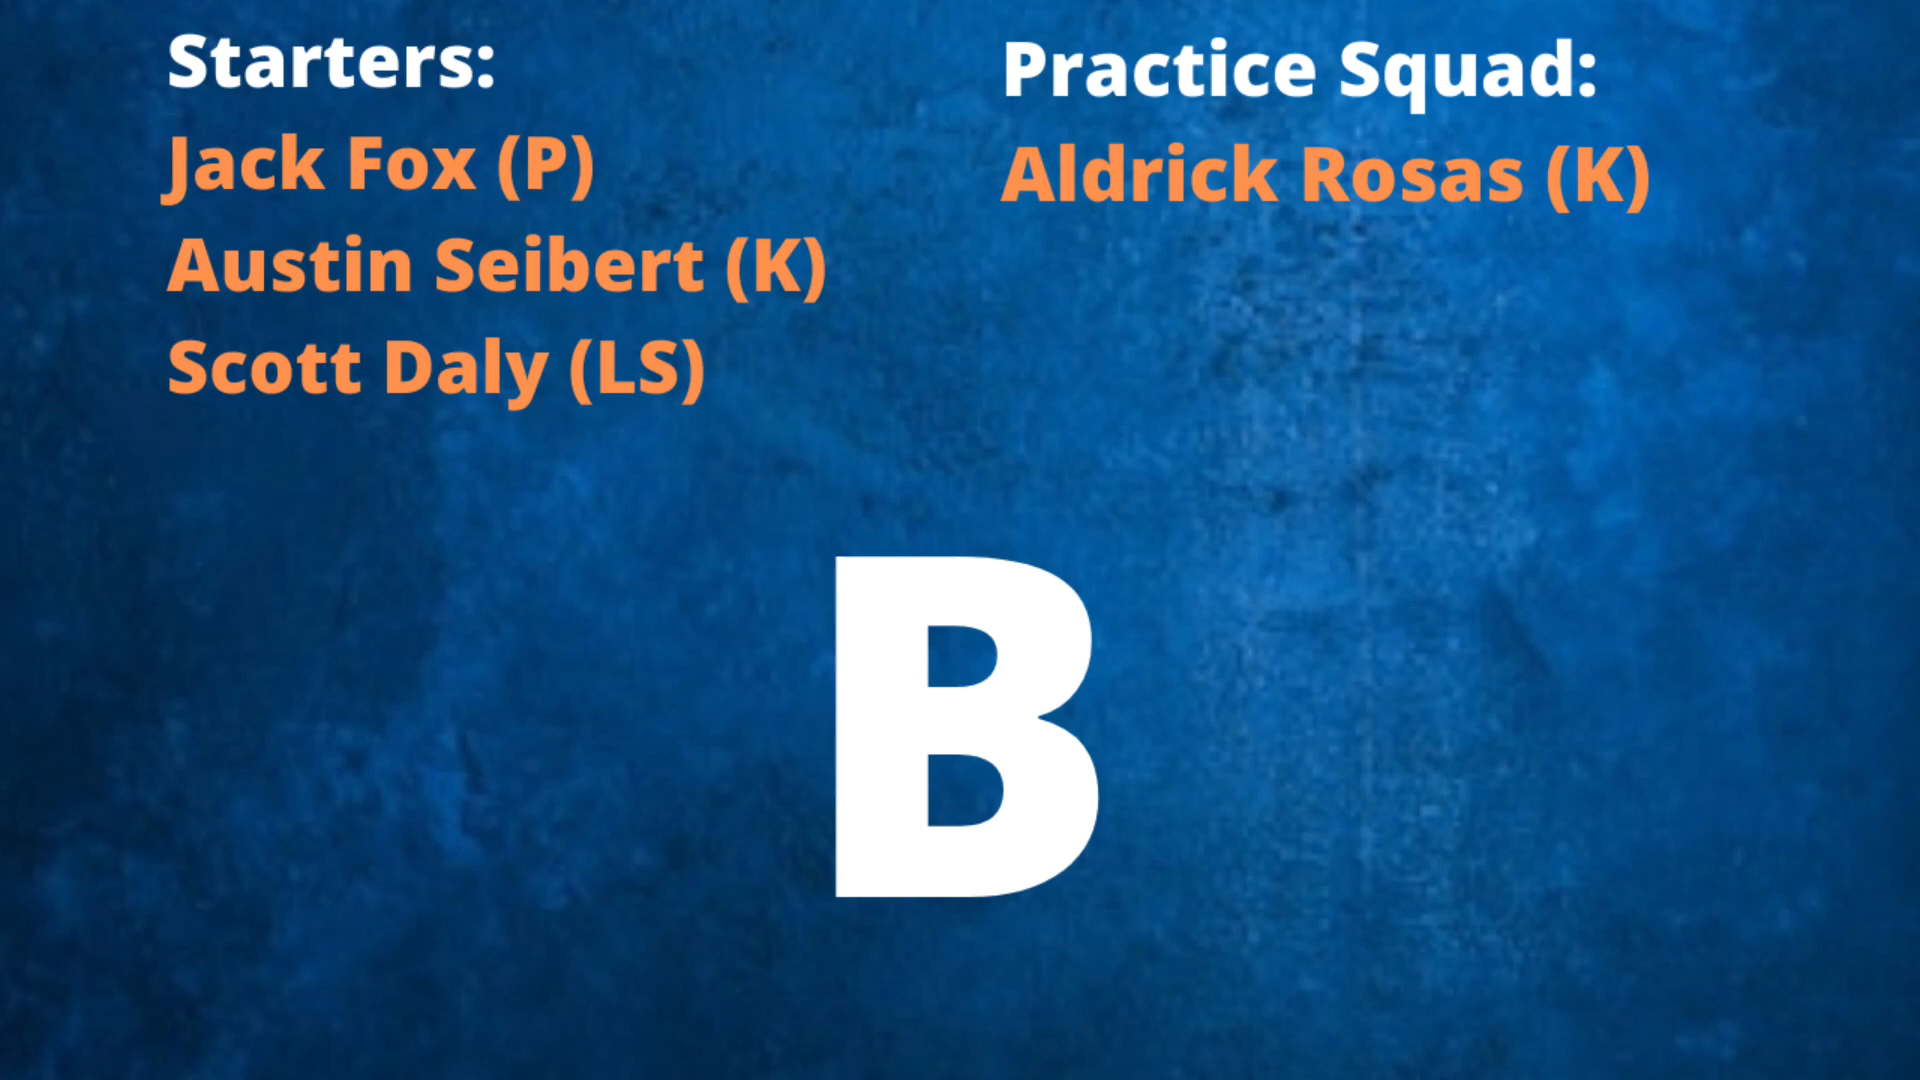 Starters:
Jack Fox (P)
Austin Seibert (K)
Scott Daly (LS)
Practice Squad:
Aldrick Rosas (K)
B